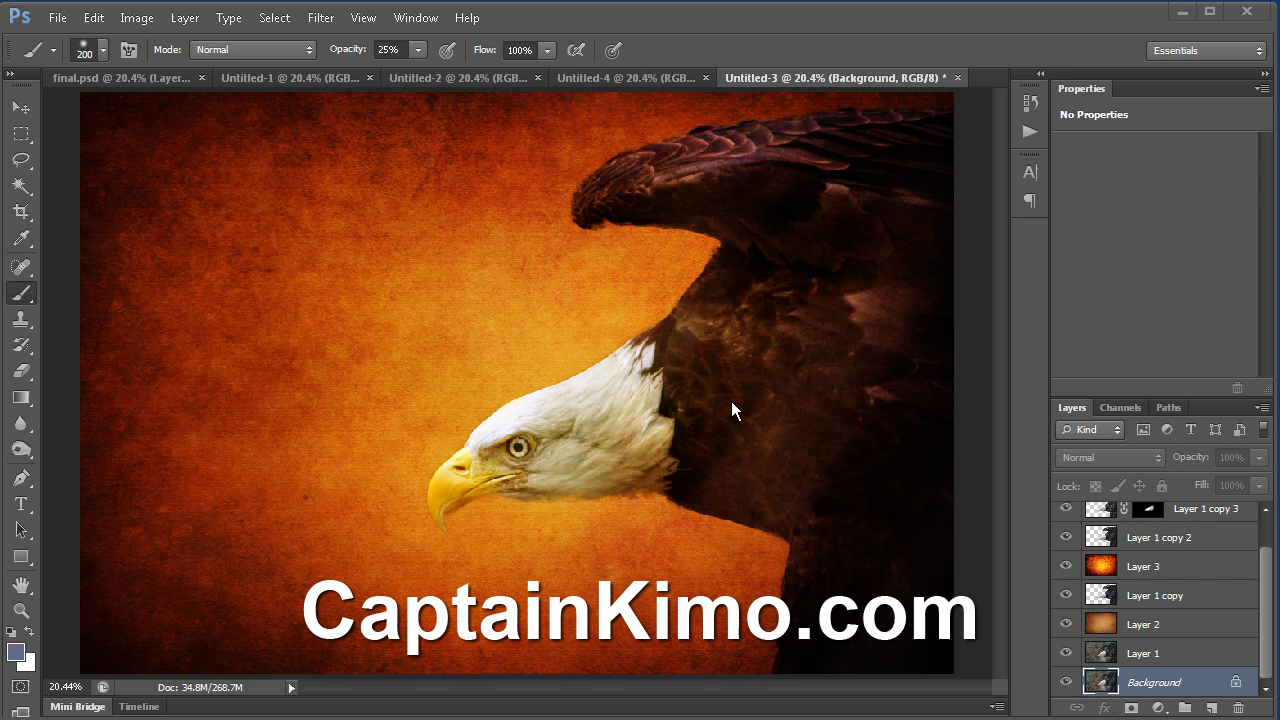 Ps File Edit Image Layer Type Select Filter View Window Help
200 Mode: Normal Opacity: 25% Flow: 100% Essentials
final.psd @ 20.4% (Layer... × Untitled-1 @ 20.4% (RGB... × Untitled-2 @ 20.4% (RGB... × Untitled-4 @ 20.4% (RGB... × Untitled-3 @ 20.4% (Background, RGB/8) * ×
Properties
No Properties
Layers Channels Paths
Kind
Normal Opacity: 100%
Lock: Fill: 100%
Layer 1 copy 3
Layer 1 copy 2
Layer 3
Layer 1 copy
Layer 2
Layer 1
Background
CaptainKimo.com
20.44% Doc: 34.8M/268.7M
Mini Bridge Timeline